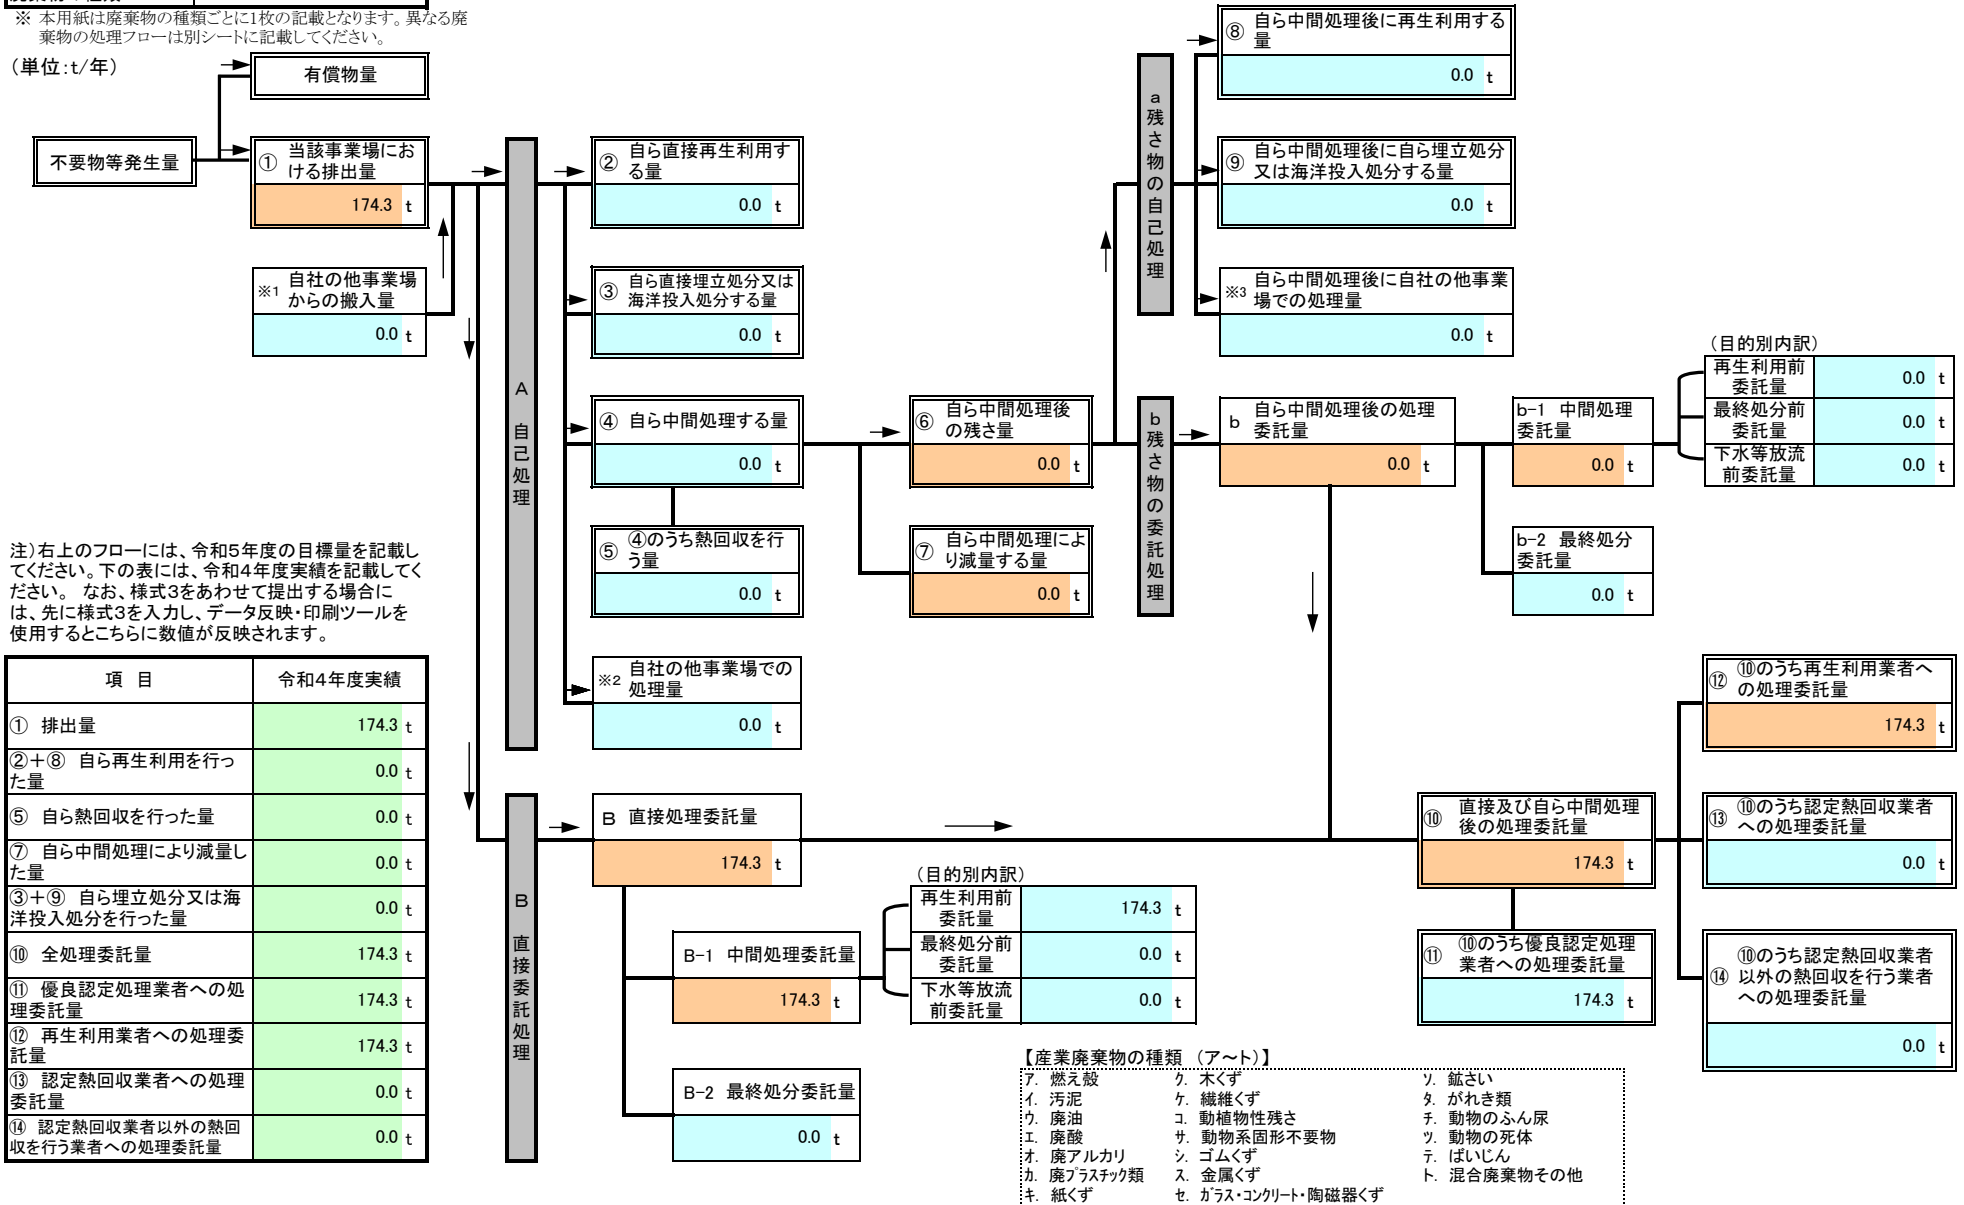 ※ 本用紙は廃棄物の種類ごとに1枚の記載となります。異なる廃
棄物の処理フローは別シートに記載してください。
（単位：t/年）
有償物量
不要物等発生量
① 当該事業場にお
ける排出量
174.3 t
※1 自社の他事業場
からの搬入量
0.0 t
A 自己処理
② 自ら直接再生利用す
る量
0.0 t
③ 自ら直接埋立処分又は
海洋投入処分する量
0.0 t
④ 自ら中間処理する量
0.0 t
⑤ ④のうち熱回収を行
う量
0.0 t
※2 自社の他事業場での
処理量
0.0 t
⑥ 自ら中間処理後
の残さ量
0.0 t
⑦ 自ら中間処理によ
り減量する量
0.0 t
a残さ物の自己処理
⑧ 自ら中間処理後に再生利用する
量
0.0 t
⑨ 自ら中間処理後に自ら埋立処分
又は海洋投入処分する量
0.0 t
※3 自ら中間処理後に自社の他事業
場での処理量
0.0 t
b残さ物の委託処理
b 自ら中間処理後の処理
委託量
0.0 t
b-1 中間処理
委託量
0.0 t
b-2 最終処分
委託量
0.0 t
（目的別内訳）
再生利用前
委託量
0.0 t
最終処分前
委託量
0.0 t
下水等放流
前委託量
0.0 t
注）右上のフローには、令和５年度の目標量を記載し
てください。下の表には、令和４年度実績を記載してく
ださい。 なお、様式3をあわせて提出する場合に
は、先に様式3を入力し、データ反映・印刷ツールを
使用するとこちらに数値が反映されます。
項 目 令和４年度実績
① 排出量 174.3 t
②＋⑧ 自ら再生利用を行っ
た量 0.0 t
⑤ 自ら熱回収を行った量 0.0 t
⑦ 自ら中間処理により減量し
た量 0.0 t
③＋⑨ 自ら埋立処分又は海
洋投入処分を行った量 0.0 t
⑩ 全処理委託量 174.3 t
⑪ 優良認定処理業者への処
理委託量 174.3 t
⑫ 再生利用業者への処理委
託量 174.3 t
⑬ 認定熱回収業者への処理
委託量 0.0 t
⑭ 認定熱回収業者以外の熱回
収を行う業者への処理委託量 0.0 t
B 直接委託処理
B 直接処理委託量
174.3 t
B-1 中間処理委託量
174.3 t
B-2 最終処分委託量
0.0 t
（目的別内訳）
再生利用前
委託量
174.3 t
最終処分前
委託量
0.0 t
下水等放流
前委託量
0.0 t
⑩ 直接及び自ら中間処理
後の処理委託量
174.3 t
⑪ ⑩のうち優良認定処理
業者への処理委託量
174.3 t
⑫ ⑩のうち再生利用業者へ
の処理委託量
174.3 t
⑬ ⑩のうち認定熱回収業者
への処理委託量
0.0 t
⑭ ⑩のうち認定熱回収業者
以外の熱回収を行う業者
への処理委託量
0.0 t
【産業廃棄物の種類 （ア～ト）】
ｱ. 燃え殻 ｸ. 木くず ｿ. 鉱さい
ｲ. 汚泥 ｹ. 繊維くず ﾀ. がれき類
ｳ. 廃油 ｺ. 動植物性残さ ﾁ. 動物のふん尿
ｴ. 廃酸 ｻ. 動物系固形不要物 ﾂ. 動物の死体
ｵ. 廃アルカリ ｼ. ゴムくず ﾃ. ばいじん
ｶ. 廃ﾌﾟﾗｽﾁｯｸ類 ｽ. 金属くず ﾄ. 混合廃棄物その他
ｷ. 紙くず ｾ. ｶﾞﾗｽ・ｺﾝｸﾘｰﾄ・陶磁器くず